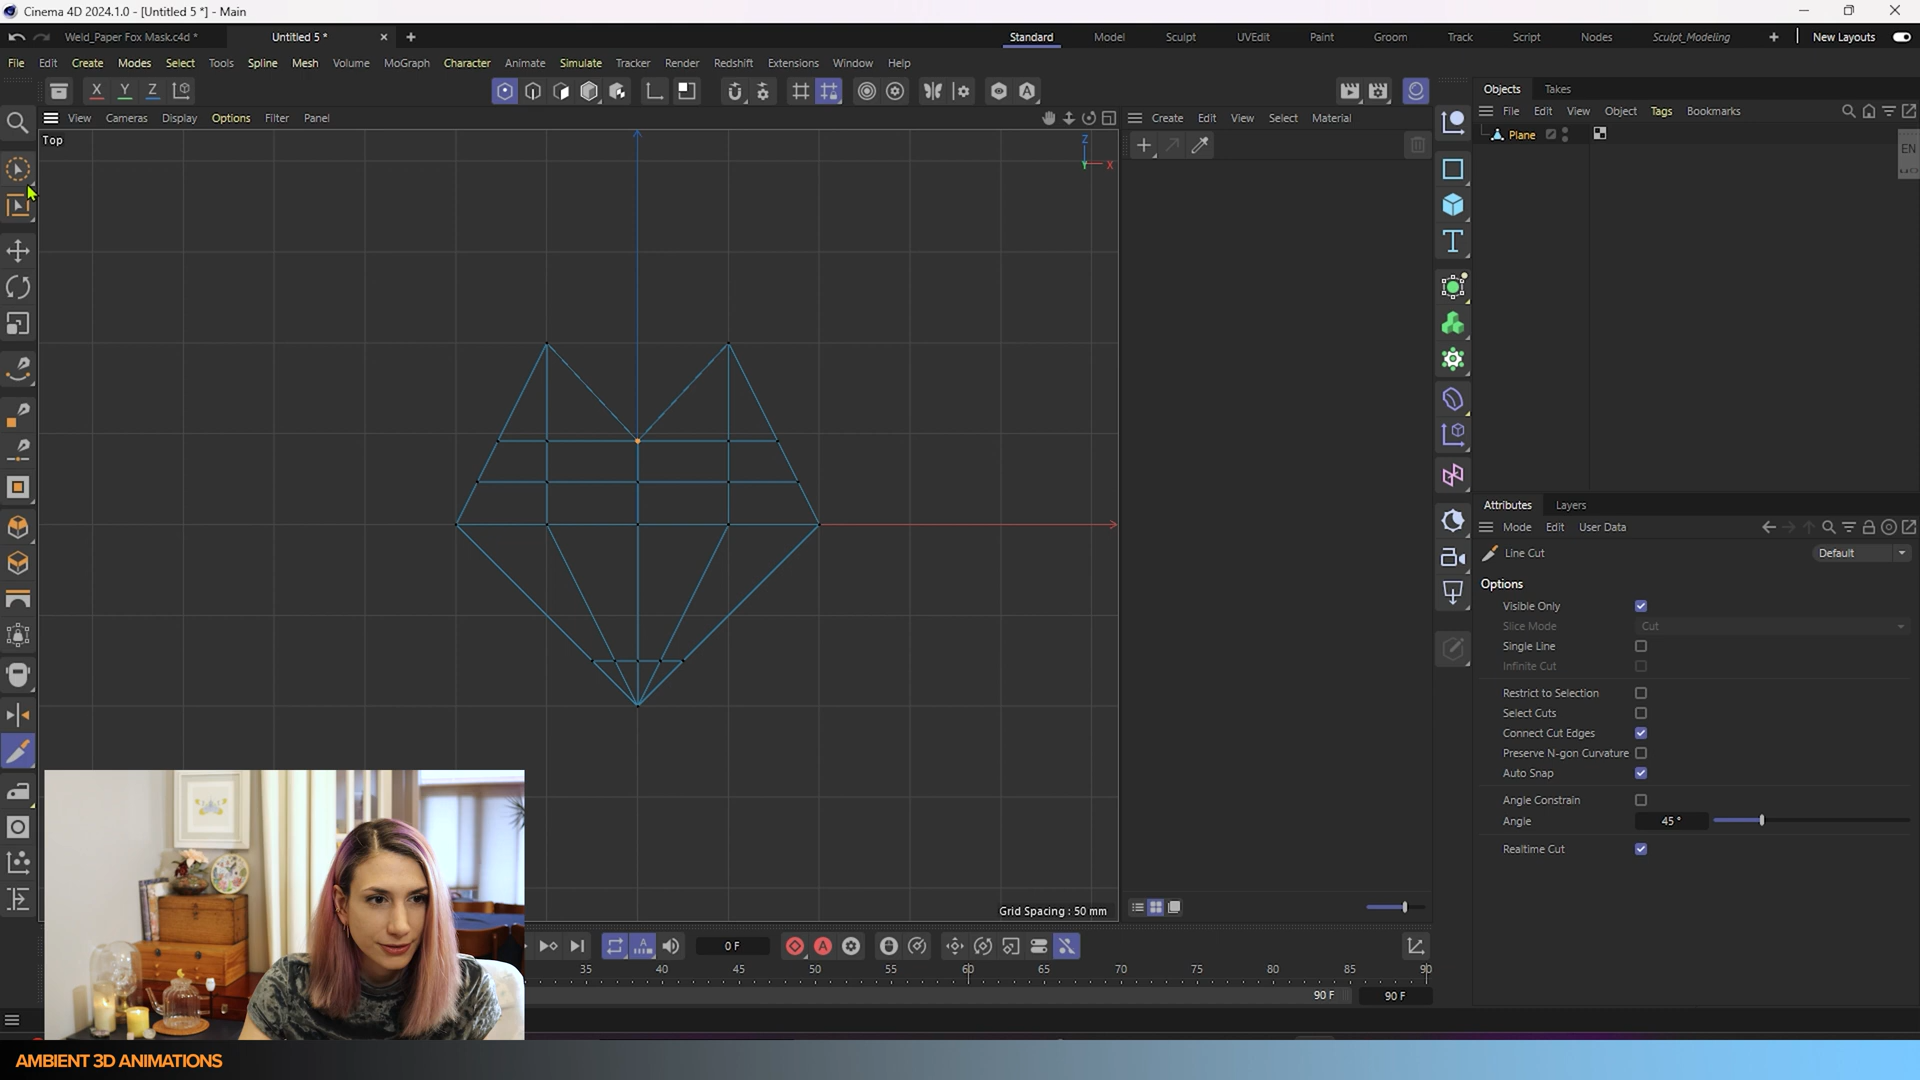 Cinema 4D 2024.1.0 - [Untitled 5 *] - Main
Weld_Paper Fox Mask.c4d * Untitled 5 * Standard Model Sculpt UVEdit Paint Groom Track Script Nodes Sculpt_Modeling New Layouts
File Edit Create Modes Select Tools Spline Mesh Volume MoGraph Character Animate Simulate Tracker Render Redshift Extensions Window Help
X Y Z
Objects Takes
File Edit View Object Tags Bookmarks
View Cameras Display Options Filter Panel
Create Edit View Select Material
Plane
EN
Top
Z
Y X
Attributes Layers
Mode Edit User Data
Line Cut Default
Options
Visible Only
Slice Mode Cut
Single Line
Infinite Cut
Restrict to Selection
Select Cuts
Connect Cut Edges
Preserve N-gon Curvature
Auto Snap
Angle Constrain
Angle 45 °
Realtime Cut
Grid Spacing : 50 mm
0 F
35 40 45 50 55 60 65 70 75 80 85 90
90 F 90 F
AMBIENT 3D ANIMATIONS